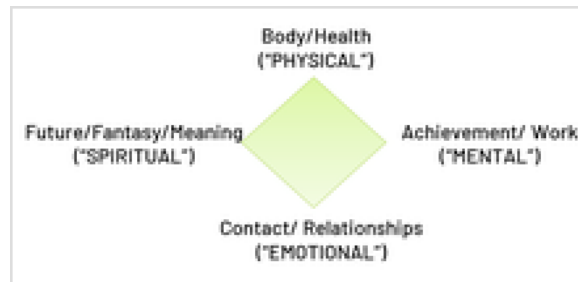 Body/Health
("PHYSICAL")
Future/Fantasy/Meaning
("SPIRITUAL")
Achievement/ Work
("MENTAL")
Contact/ Relationships
("EMOTIONAL")